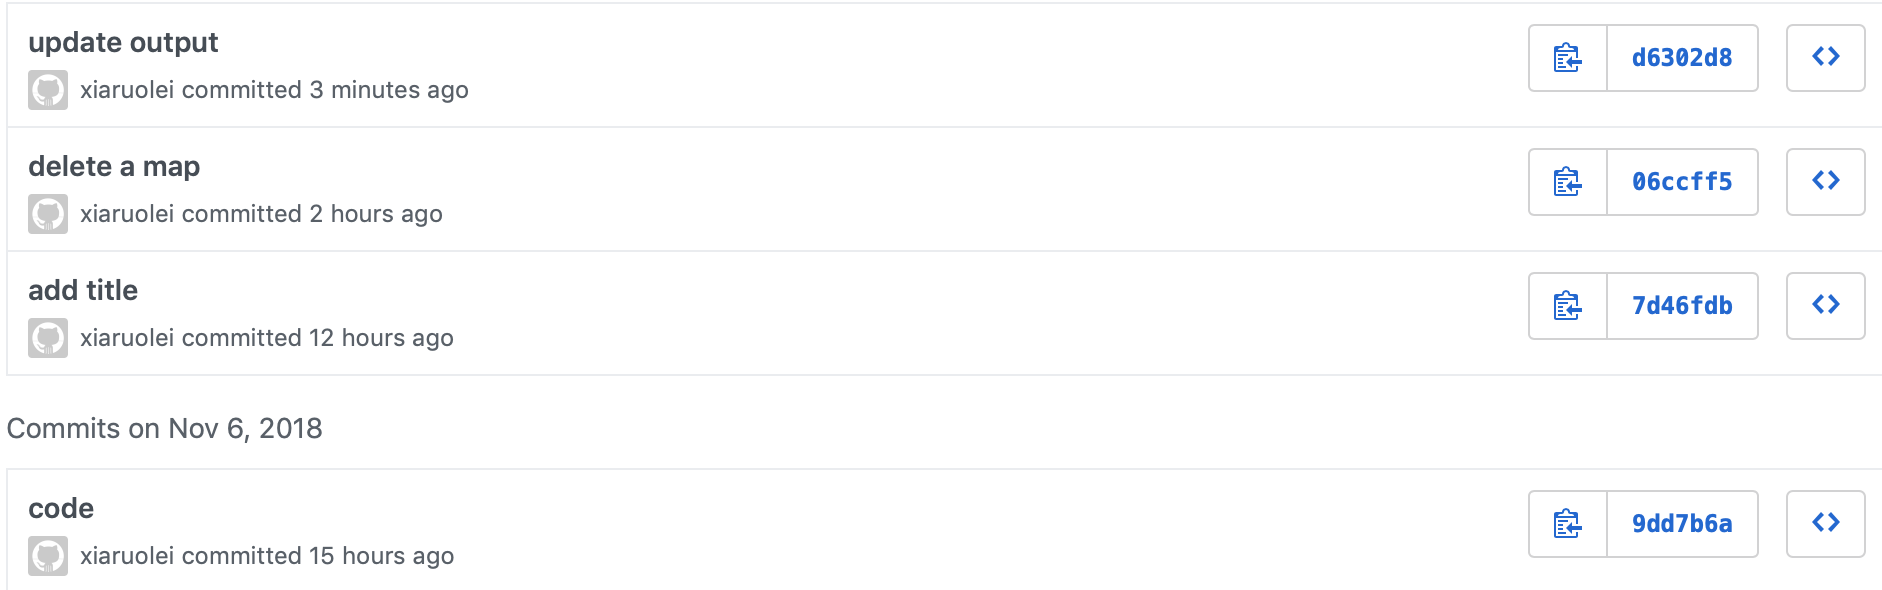 update output
d6302d8
xiaruolei committed 3 minutes ago
delete a map
06ccff5
xiaruolei committed 2 hours ago
add title
7d46fdb
xiaruolei committed 12 hours ago
Commits on Nov 6, 2018
code
9dd7b6a
xiaruolei committed 15 hours ago